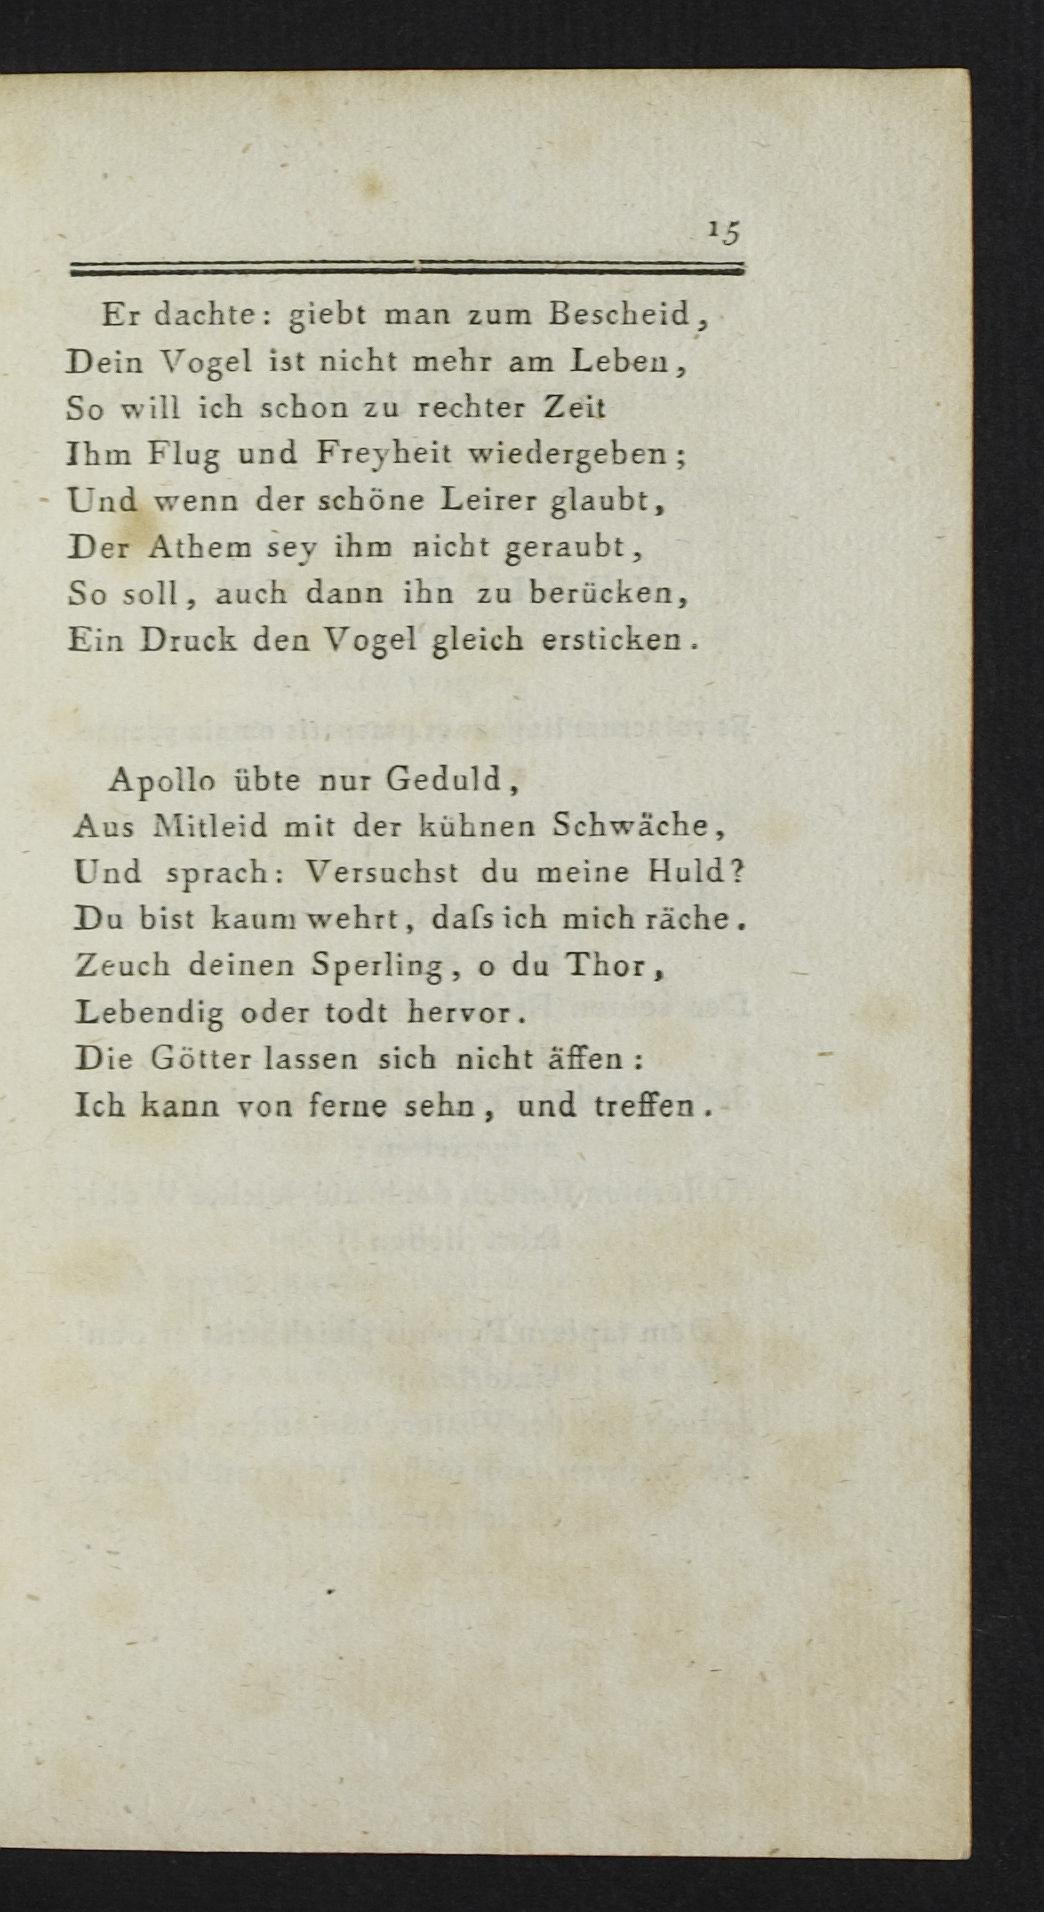 15
Er dachte: giebt man zum Bescheid,
Dein Vogel ist nicht mehr am Leben,
So will ich schon zu rechter Zeit
Ihm Flug und Freyheit wiedergeben;
Und wenn der schöne Leirer glaubt,
Der Athem sey ihm nicht geraubt,
So soll, auch dann ihn zu berücken,
Ein Druck den Vogel gleich ersticken.
Apollo übte nur Geduld,
Aus Mitleid mit der kühnen Schwäche,
Und sprach: Versuchst du meine Huld?
Du bist kaum wehrt, daſs ich mich räche.
Zeuch deinen Sperling, o du Thor,
Lebendig oder todt hervor.
Die Götter lassen sich nicht äffen:
Ich kann von ferne sehn, und treffen.